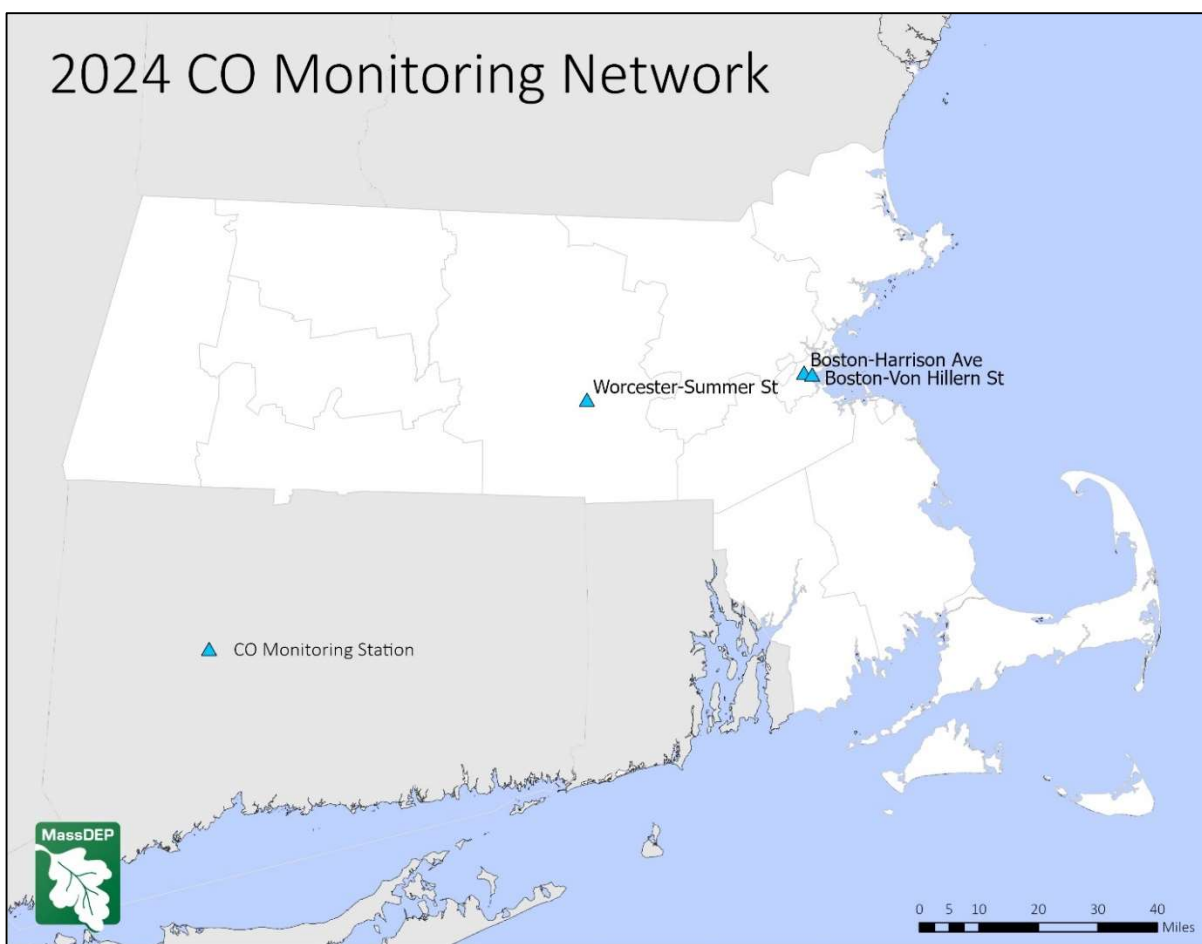 2024 CO Monitoring Network
Boston-Harrison Ave
Boston-Von Hillern St
Worcester-Summer St
CO Monitoring Station
MassDEP
0 5 10 20 30 40
Miles